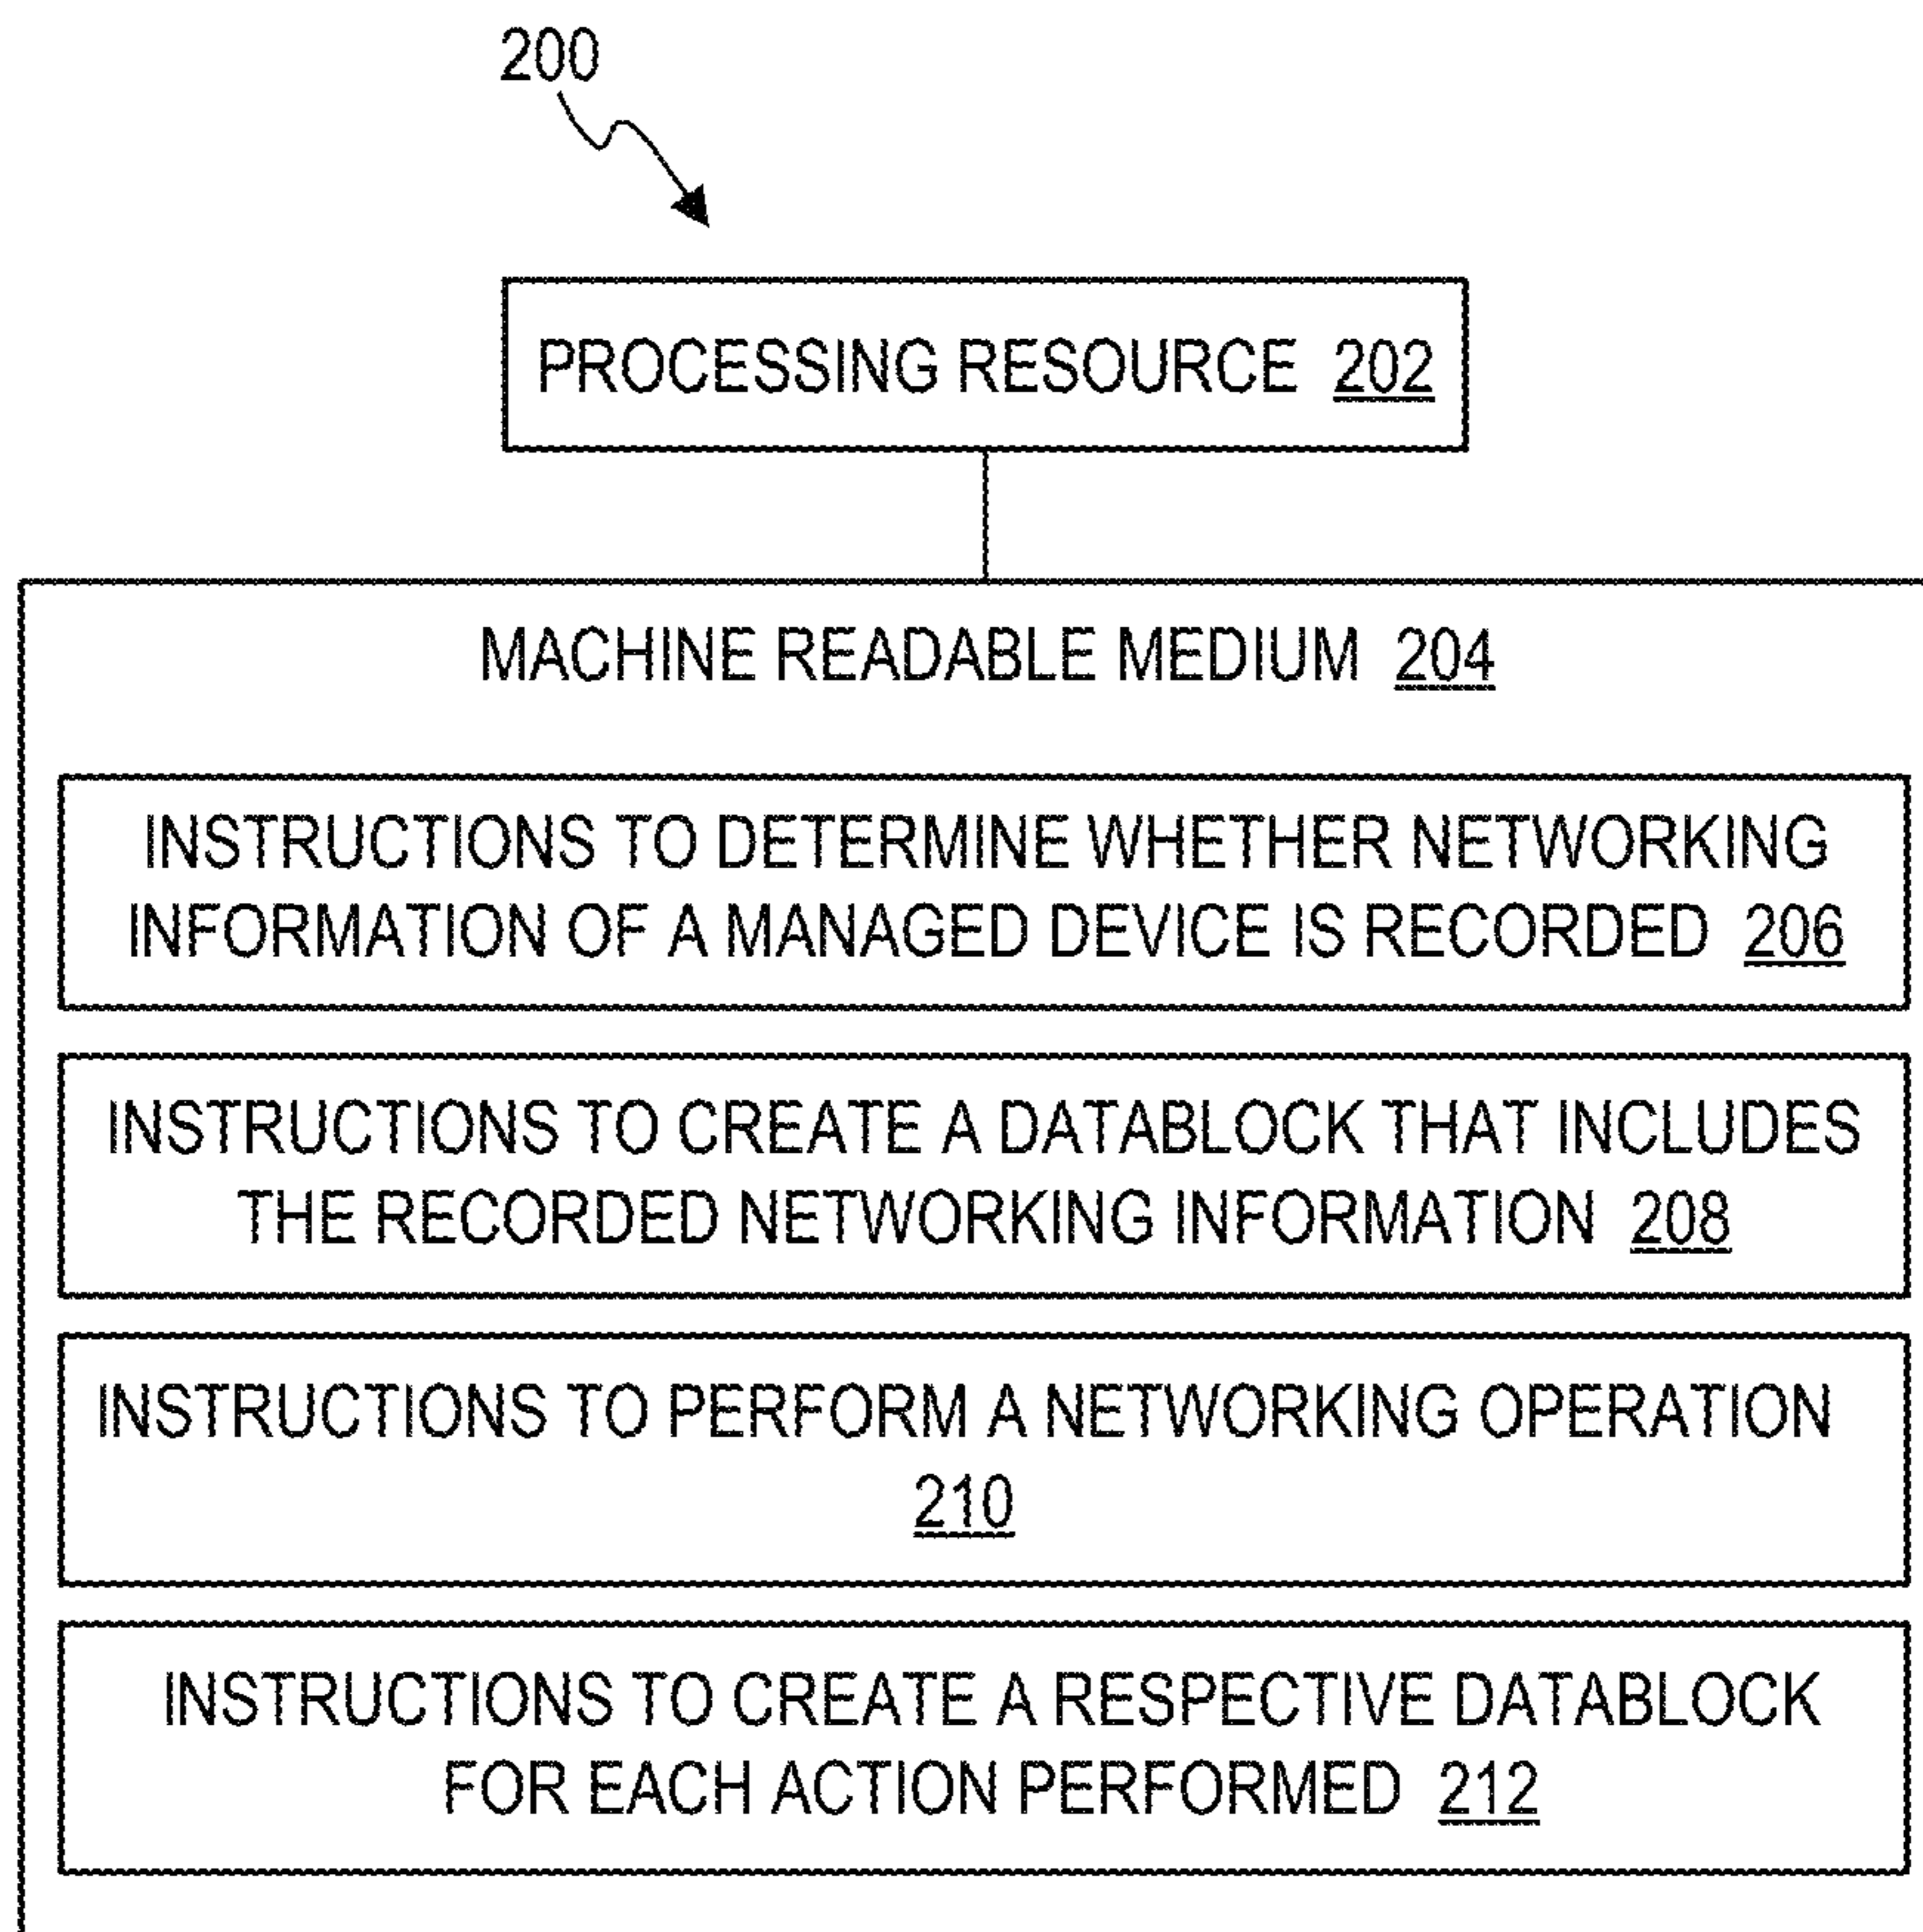 200
PROCESSING RESOURCE 202
MACHINE READABLE MEDIUM 204
INSTRUCTIONS TO DETERMINE WHETHER NETWORKING
INFORMATION OF A MANAGED DEVICE IS RECORDED 206
INSTRUCTIONS TO CREATE A DATABLOCK THAT INCLUDES
THE RECORDED NETWORKING INFORMATION 208
INSTRUCTIONS TO PERFORM A NETWORKING OPERATION
210
INSTRUCTIONS TO CREATE A RESPECTIVE DATABLOCK
FOR EACH ACTION PERFORMED 212